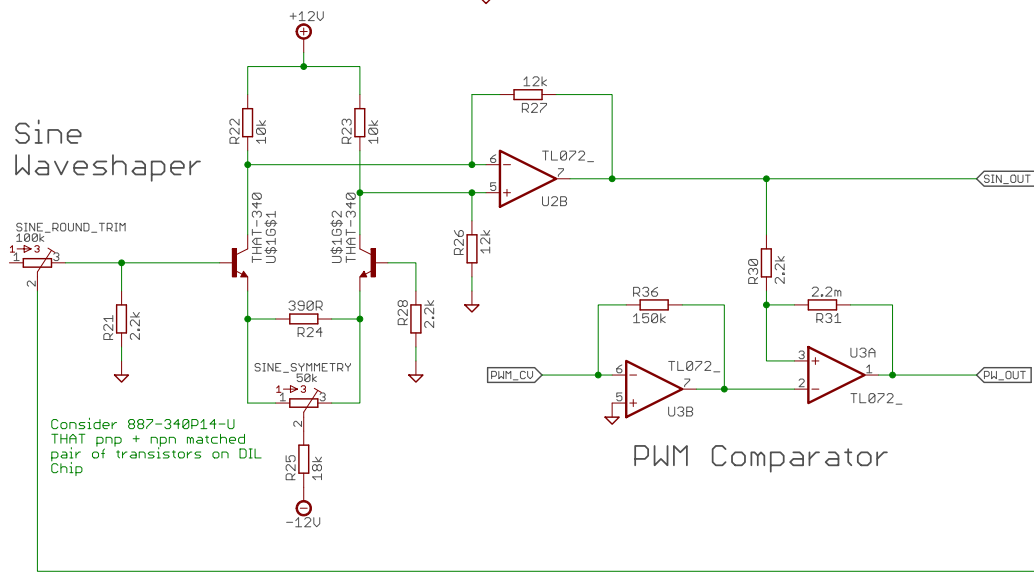 +12V
12k
R27
R22
10k
R23
10k
Sine
Waveshaper
TL072_
6
-
7
5
+
U2B
SIN_OUT
THAT-340
U$1G$1
THAT-340
U$1G$2
SINE_ROUND_TRIM
100k
1 3
1
3
2
R26
12k
R30
2.2k
R21
2.2k
390R
R24
R28
2.2k
R36
150k
2.2m
R31
SINE_SYMMETRY
50k
1 3
1
3
2
PWM_CV
6
-
TL072_
7
5
+
U3B
U3A
3
+
1
2
-
TL072_
PW_OUT
Consider 887-340P14-U
THAT pnp + npn matched
pair of transistors on DIL
Chip
R25
18k
-12V
PWM Comparator